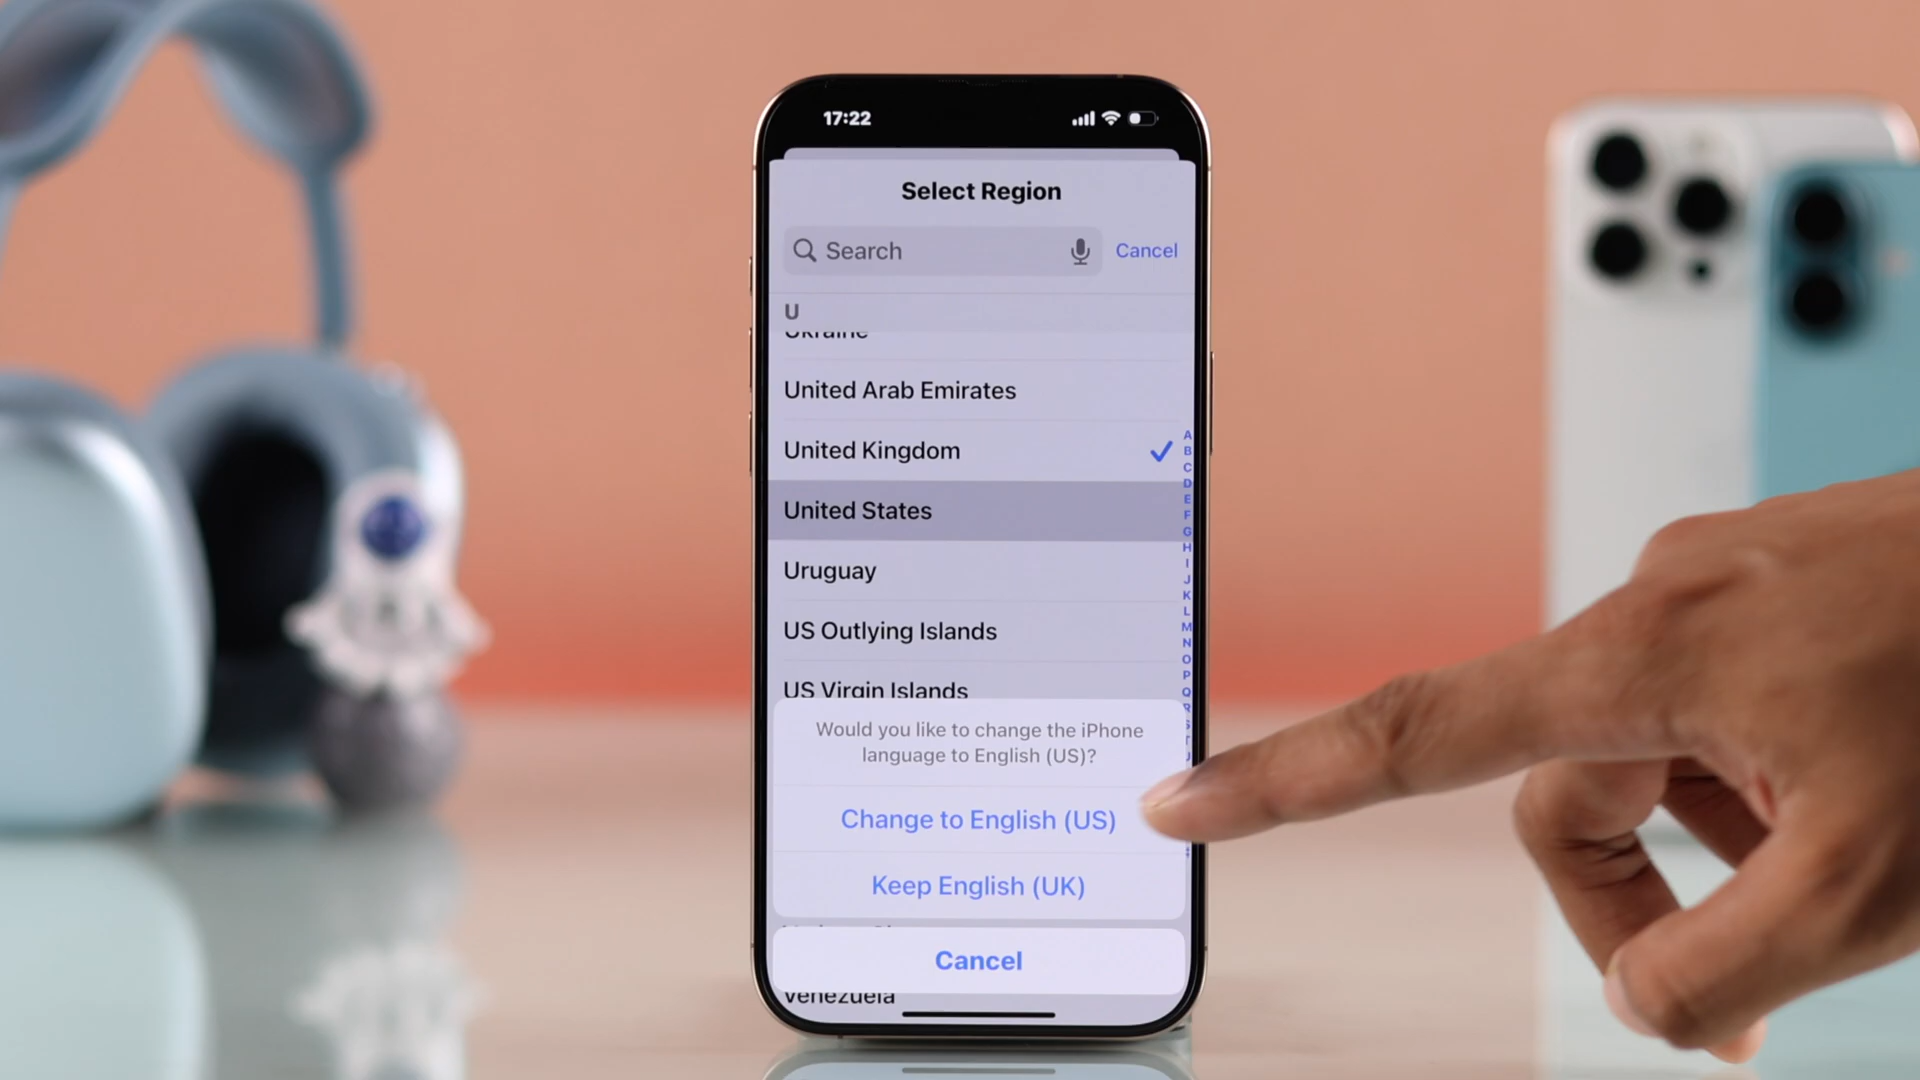 17:22
Select Region
Search
Cancel
U
Ukraine
United Arab Emirates
United Kingdom
United States
Uruguay
US Outlying Islands
US Virgin Islands
Would you like to change the iPhone
language to English (US)?
Change to English (US)
Keep English (UK)
Cancel
Venezuela
A
B
C
D
E
F
G
H
I
J
K
L
M
N
O
P
Q
R
S
T
U